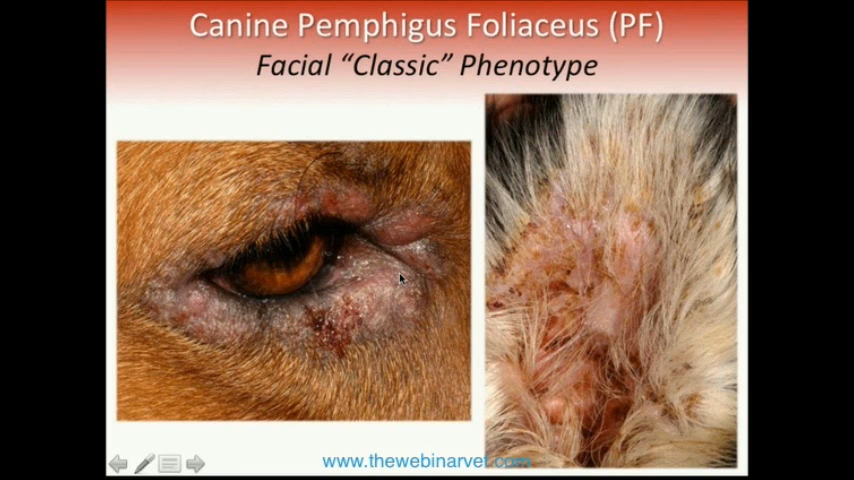 Canine Pemphigus Foliaceus (PF)
Facial “Classic” Phenotype
www.thewebinarvet.com